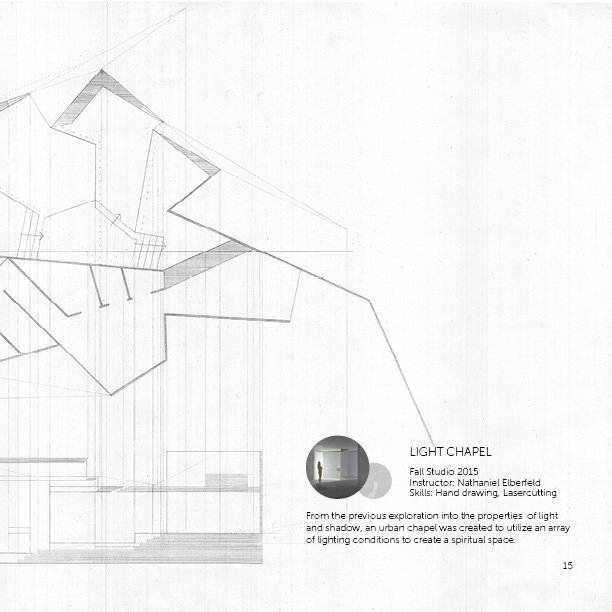 LIGHT CHAPEL
Fall Studio 2015
Instructor: Nathaniel Elberfeld
Skills: Hand drawing, Lasercutting
From the previous exploration into the properties of light
and shadow, an urban chapel was created to utilize an array
of lighting conditions to create a spiritual space.
15